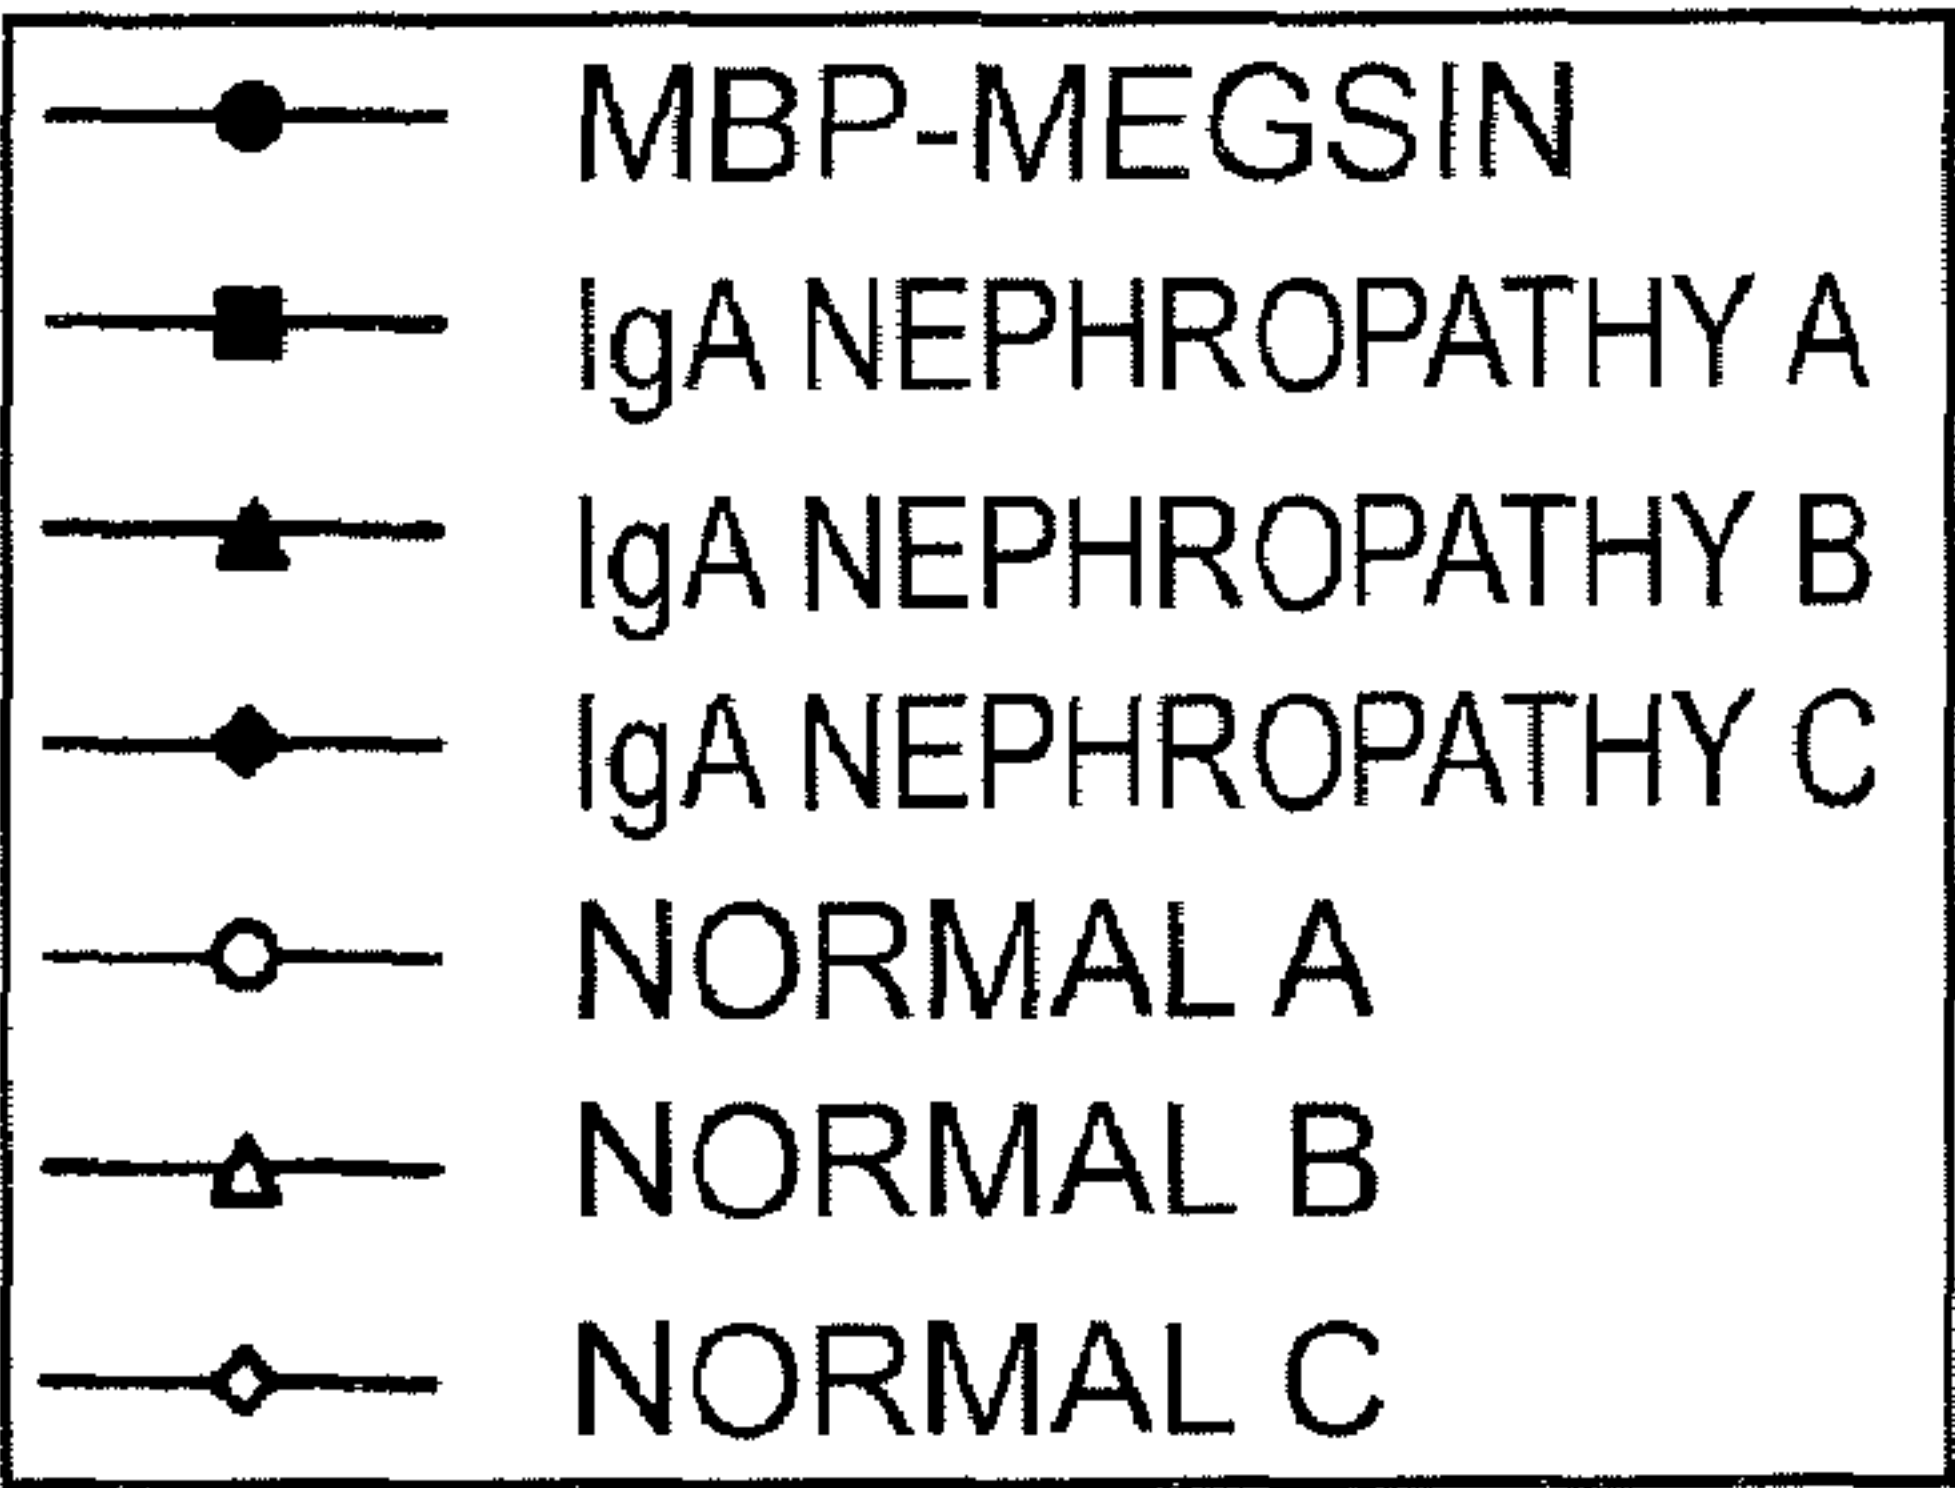 MBP-MEGSIN
IgA NEPHROPATHY A
IgA NEPHROPATHY B
IgA NEPHROPATHY C
NORMAL A
NORMAL B
NORMAL C